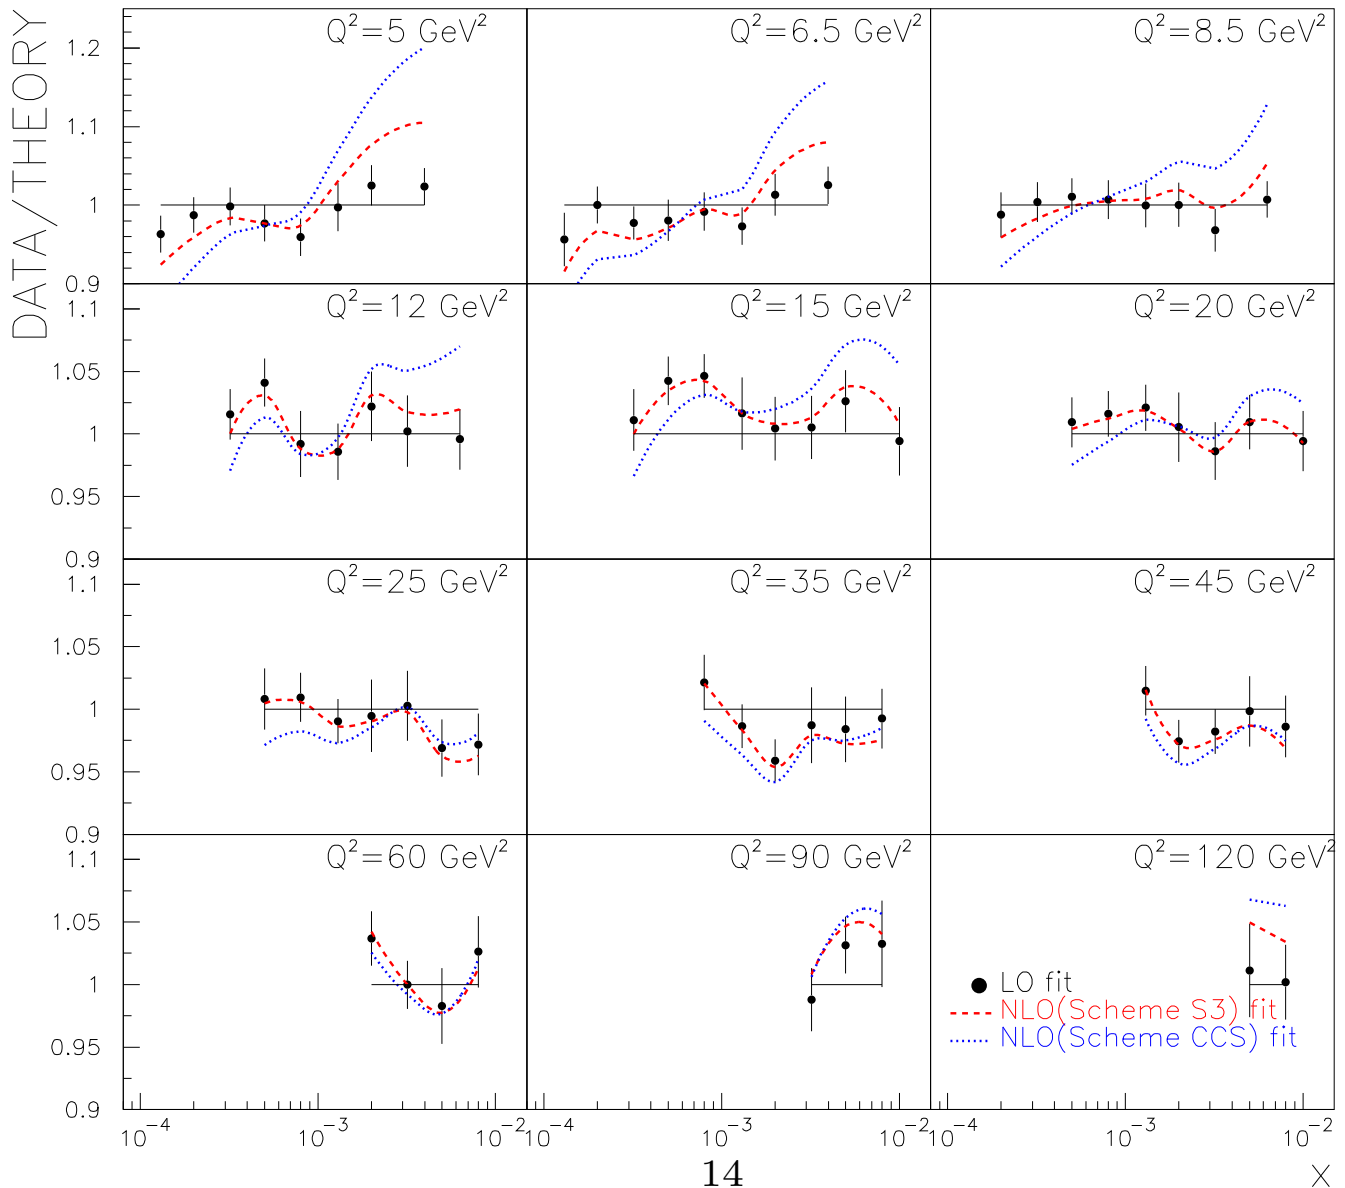 DATA/THEORY
Q²=5 GeV²
Q²=6.5 GeV²
Q²=8.5 GeV²
1.2
1.1
1
0.9
Q²=12 GeV²
Q²=15 GeV²
Q²=20 GeV²
1.1
1.05
1
0.95
0.9
Q²=25 GeV²
Q²=35 GeV²
Q²=45 GeV²
1.1
1.05
1
0.95
0.9
Q²=60 GeV²
Q²=90 GeV²
Q²=120 GeV²
1.1
1.05
1
0.95
0.9
LO fit
NLO(Scheme S3) fit
NLO(Scheme CCS) fit
10⁻⁴ 10⁻³ 10⁻² 10⁻⁴ 10⁻³ 10⁻² 10⁻⁴ 10⁻³ 10⁻²
14
X